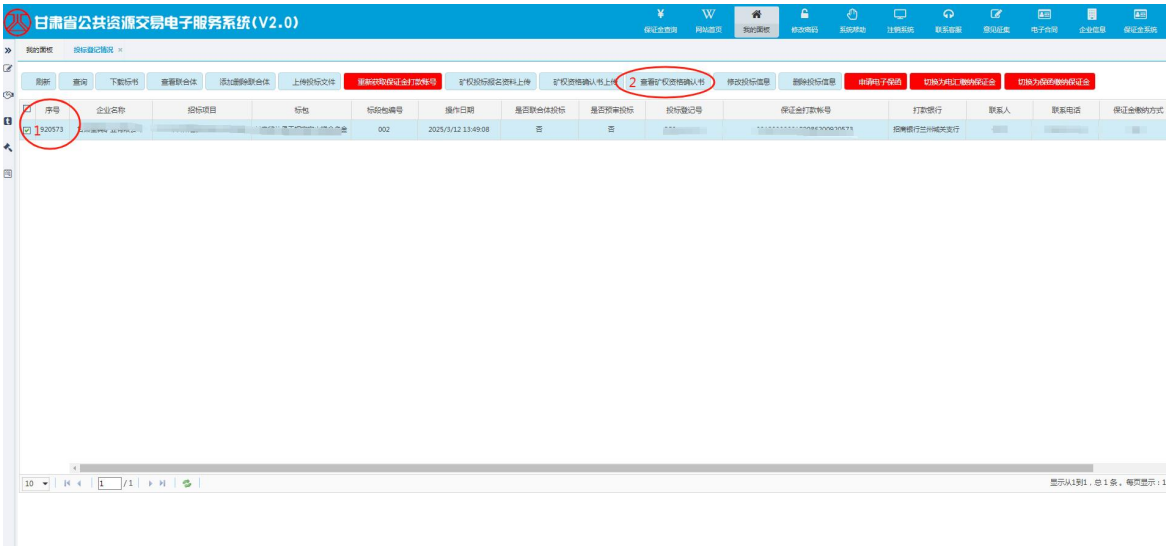 甘肃省公共资源交易电子服务系统(V2.0)
保证金查询 网站首页 我的面板 修改密码 系统帮助 注销系统 联系客服 意见征集 电子合同 企业信息 保证金系统
我的面板 投标登记情况 ×
刷新 查询 下载标书 查看联合体 添加删除联合体 上传投标文件 重新获取保证金打款账号 矿权投标报名资料上传 矿权资格确认书上传 2 查看矿权资格确认书 修改投标信息 删除投标信息 申请电子保函 切换为电汇缴纳保证金 切换为保函缴纳保证金
序号 企业名称 招标项目 标包 标段包编号 操作日期 是否联合体投标 是否预审投标 投标登记号 保证金打款帐号 打款银行 联系人 联系电话 保证金缴纳方式
1 920573 002 2025/3/12 13:49:08 否 否 招商银行兰州城关支行
10 1 /1 显示从1到1，总 1 条。每页显示：1